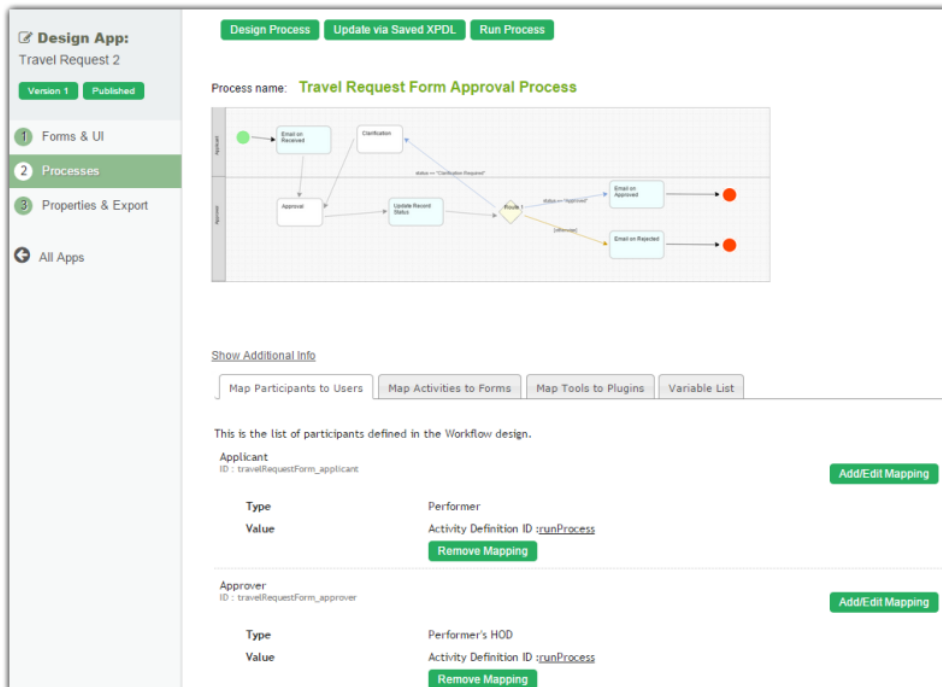 Design App:
Travel Request 2
Version 1 Published
1 Forms & UI
2 Processes
3 Properties & Export
All Apps
Design Process Update via Saved XPDL Run Process
Process name: Travel Request Form Approval Process
Applicant
Email on
Received
Clarification
status == "Clarification Required"
Approver
Approval
Update Record
Status
Route 1
status == "Approved"
Email on
Approved
Email on Rejected
Show Additional Info
Map Participants to Users Map Activities to Forms Map Tools to Plugins Variable List
This is the list of participants defined in the Workflow design.
Applicant
ID : travelRequestForm_applicant
Add/Edit Mapping
Type Performer
Value Activity Definition ID :runProcess
Remove Mapping
Approver
ID : travelRequestForm_approver
Add/Edit Mapping
Type Performer's HOD
Value Activity Definition ID :runProcess
Remove Mapping